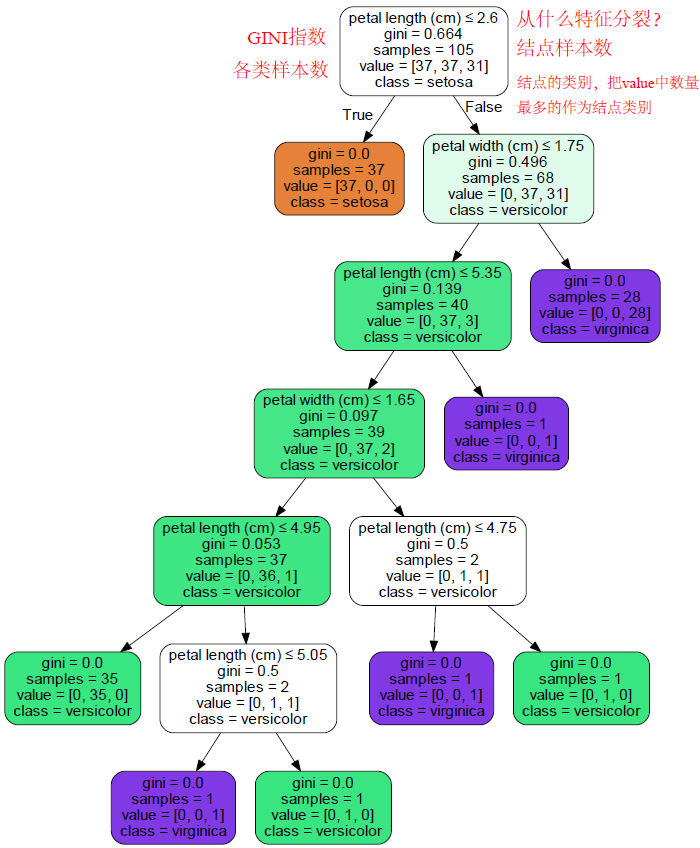 GINI指数
各类样本数
petal length (cm) ≤ 2.6
gini = 0.664
samples = 105
value = [37, 37, 31]
class = setosa
从什么特征分裂？
结点样本数
结点的类别，把value中数量
最多的作为结点类别
True
False
gini = 0.0
samples = 37
value = [37, 0, 0]
class = setosa
petal width (cm) ≤ 1.75
gini = 0.496
samples = 68
value = [0, 37, 31]
class = versicolor
petal length (cm) ≤ 5.35
gini = 0.139
samples = 40
value = [0, 37, 3]
class = versicolor
gini = 0.0
samples = 28
value = [0, 0, 28]
class = virginica
petal width (cm) ≤ 1.65
gini = 0.097
samples = 39
value = [0, 37, 2]
class = versicolor
gini = 0.0
samples = 1
value = [0, 0, 1]
class = virginica
petal length (cm) ≤ 4.95
gini = 0.053
samples = 37
value = [0, 36, 1]
class = versicolor
petal length (cm) ≤ 4.75
gini = 0.5
samples = 2
value = [0, 1, 1]
class = versicolor
gini = 0.0
samples = 35
value = [0, 35, 0]
class = versicolor
petal length (cm) ≤ 5.05
gini = 0.5
samples = 2
value = [0, 1, 1]
class = versicolor
gini = 0.0
samples = 1
value = [0, 0, 1]
class = virginica
gini = 0.0
samples = 1
value = [0, 1, 0]
class = versicolor
gini = 0.0
samples = 1
value = [0, 0, 1]
class = virginica
gini = 0.0
samples = 1
value = [0, 1, 0]
class = versicolor